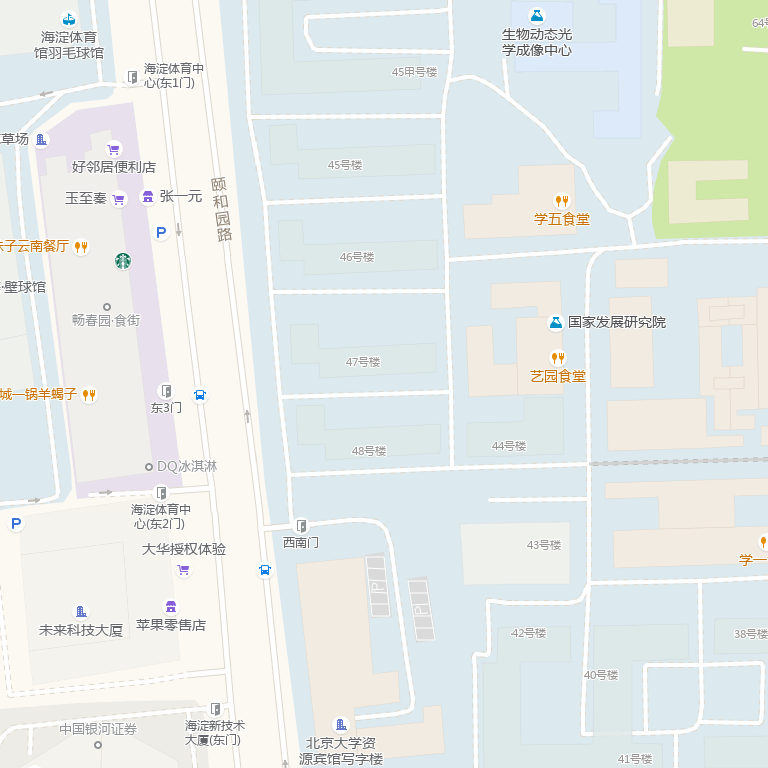 海淀体育
馆羽毛球馆
海淀体育中
心(东1门)
生物动态光
学成像中心
45甲号楼
草场
好邻居便利店
45号楼
玉至秦
张一元
颐和园路
学五食堂
P
子云南餐厅
46号楼
壁球馆
畅春园·食街
国家发展研究院
47号楼
艺园食堂
城一锅羊蝎子
东3门
44号楼
48号楼
DQ冰淇淋
海淀体育中
心(东2门)
P
西南门
43号楼
大华授权体验
学一
P
P
未来科技大厦
苹果零售店
42号楼
38号楼
40号楼
海淀新技术
大厦(东门)
中国银河证券
北京大学资
源宾馆写字楼
41号楼